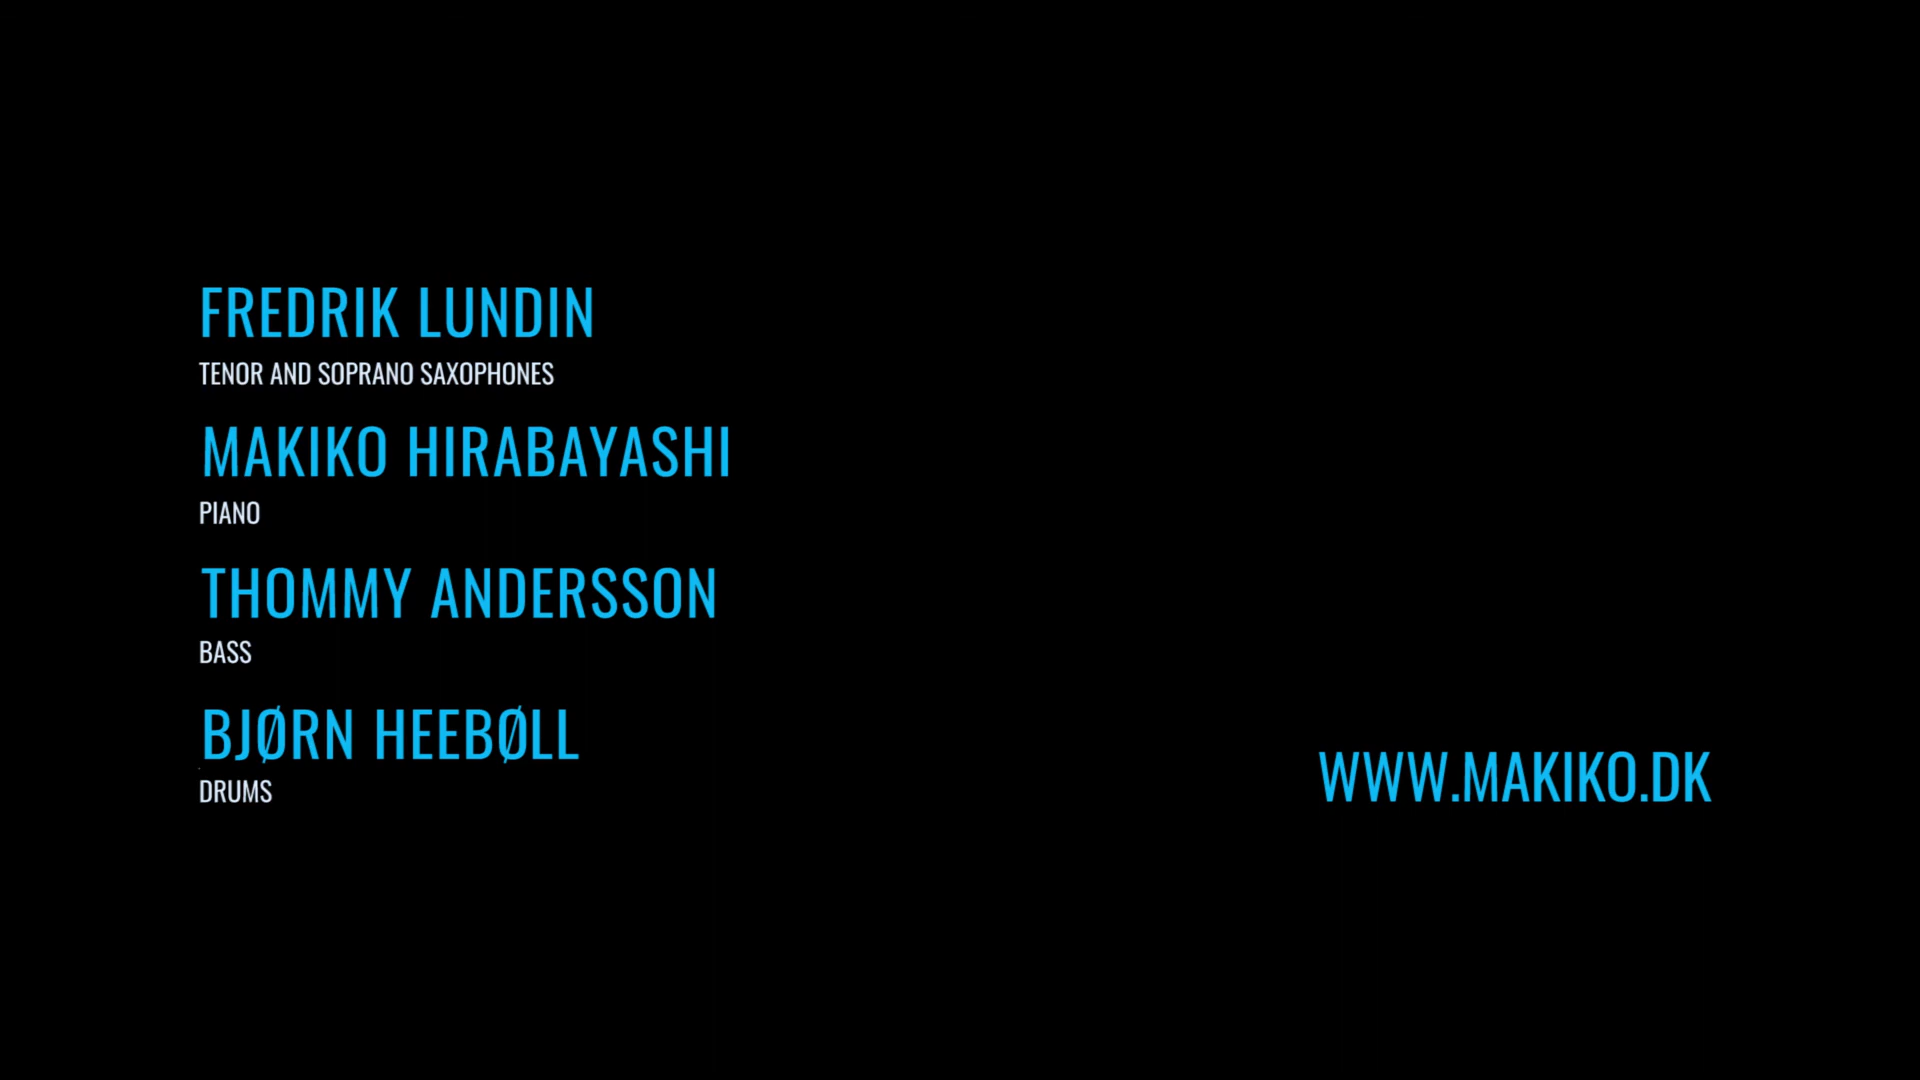 FREDRIK LUNDIN
TENOR AND SOPRANO SAXOPHONES
MAKIKO HIRABAYASHI
PIANO
THOMMY ANDERSSON
BASS
BJØRN HEEBØLL
DRUMS
WWW.MAKIKO.DK